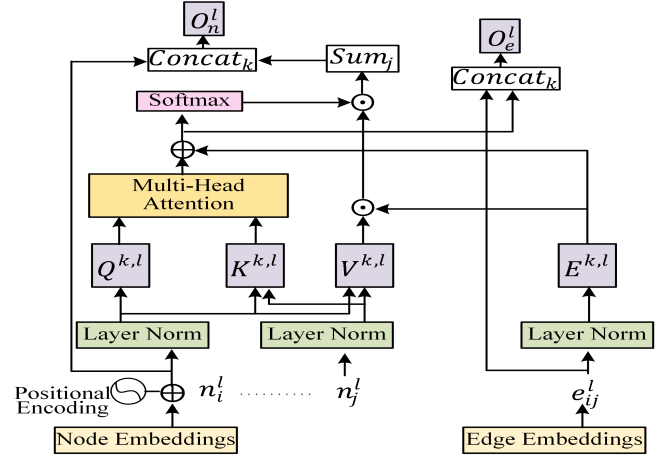 O_n^l
O_e^l
Concat_k
Sum_j
Concat_k
Softmax
Multi-Head
Attention
Q^{k,l}
K^{k,l}
V^{k,l}
E^{k,l}
Layer Norm
Layer Norm
Layer Norm
Positional
Encoding
n_i^l
..........
n_j^l
e_{ij}^l
Node Embeddings
Edge Embeddings